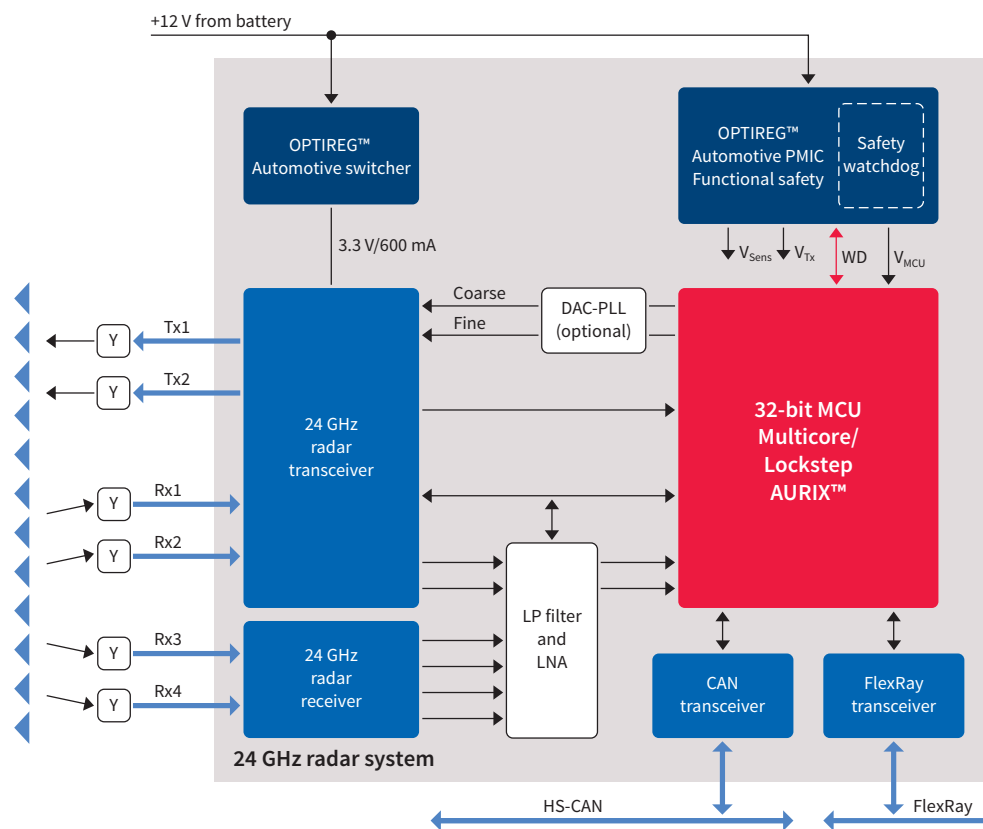 +12 V from battery
OPTIREG™
Automotive switcher
OPTIREG™
Automotive PMIC
Functional safety
Safety
watchdog
3.3 V/600 mA
VSens
VTx
WD
VMCU
Coarse
Fine
DAC-PLL
(optional)
Y
Tx1
Y
Tx2
Y
Rx1
Y
Rx2
Y
Rx3
Y
Rx4
24 GHz
radar
transceiver
32-bit MCU
Multicore/
Lockstep
AURIX™
LP filter
and
LNA
24 GHz
radar
receiver
CAN
transceiver
FlexRay
transceiver
24 GHz radar system
HS-CAN
FlexRay